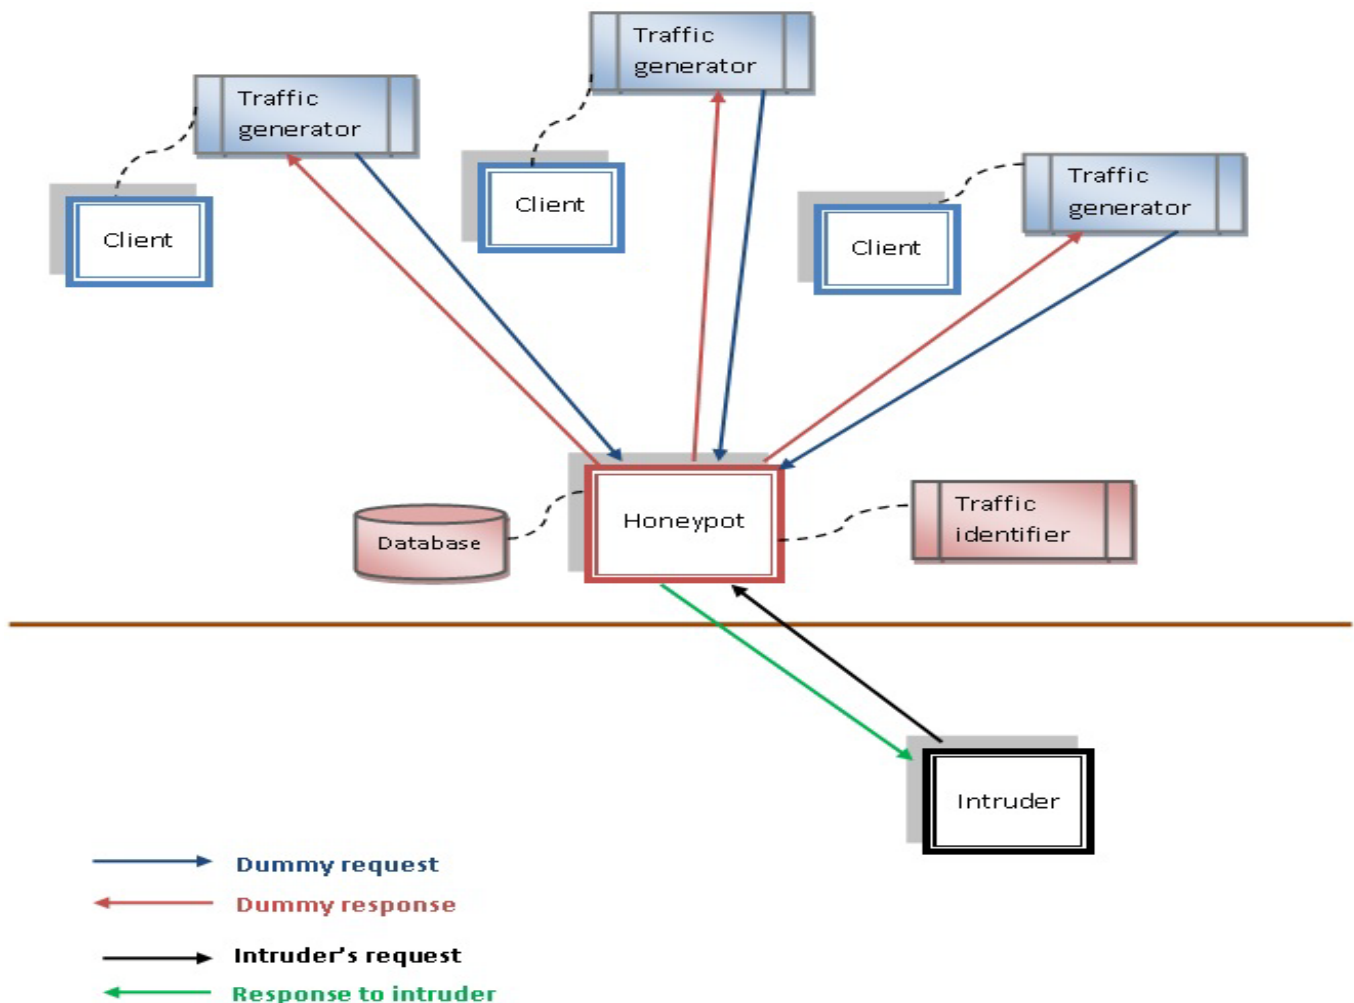 Traffic
generator
Traffic
generator
Client
Client
Traffic
generator
Client
Honeypot
Database
Traffic
identifier
Intruder
Dummy request
Dummy response
Intruder's request
Response to intruder